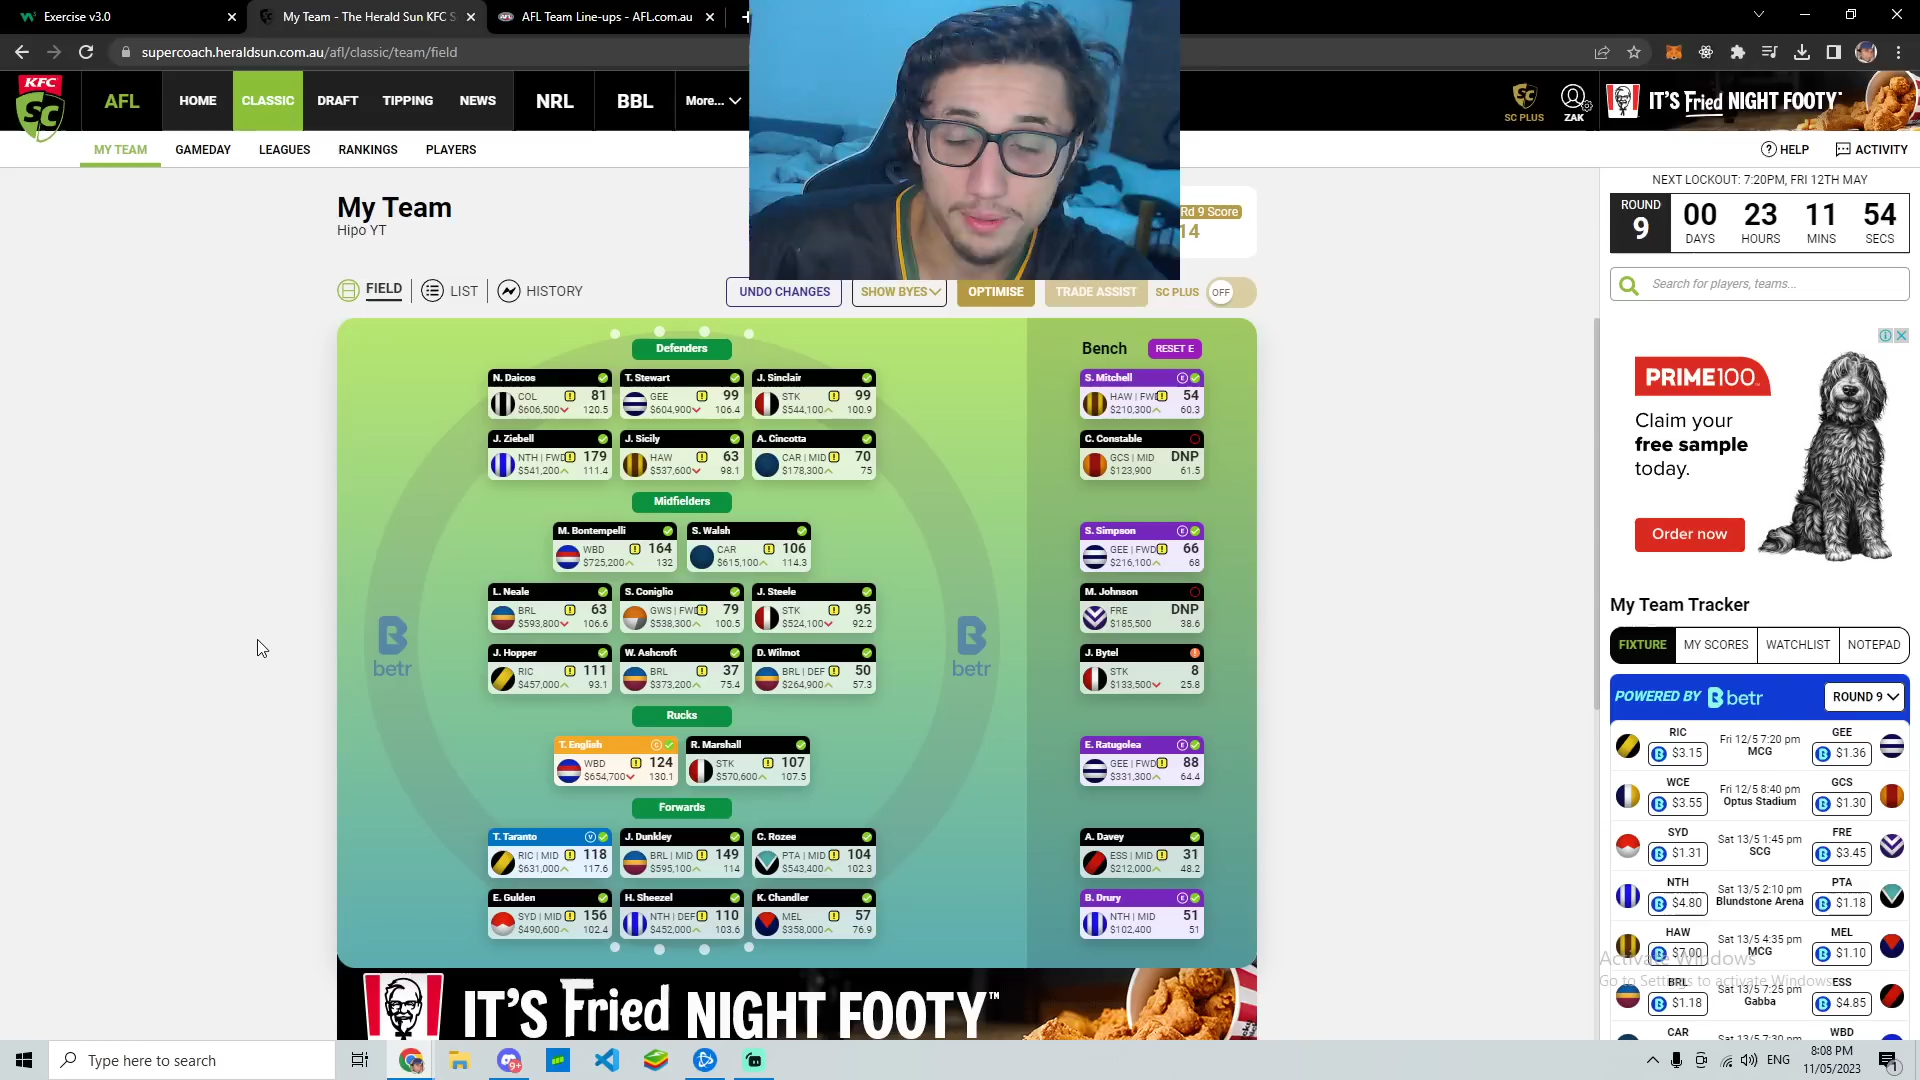 Exercise v3.0
My Team - The Herald Sun KFC S
AFL Team Line-ups - AFL.com.au
supercoach.heraldsun.com.au/afl/classic/team/field
KFC
SC
AFL
HOME
CLASSIC
DRAFT
TIPPING
NEWS
NRL
BBL
More...
SC
SC PLUS
ZAK
IT'S Fried NIGHT FOOTY™
MY TEAM
GAMEDAY
LEAGUES
RANKINGS
PLAYERS
HELP
ACTIVITY
My Team
Hipo YT
Rd 9 Score
14
FIELD
LIST
HISTORY
UNDO CHANGES
SHOW BYES
OPTIMISE
TRADE ASSIST
SC PLUS
OFF
Defenders
N. Daicos
COL 81
$606,500 120.5
T. Stewart
GEE 99
$604,900 106.4
J. Sinclair
STK 99
$544,100 100.9
J. Ziebell
NTH | FWD 179
$541,200 111.4
J. Sicily
HAW 63
$537,600 98.1
A. Cincotta
CAR | MID 70
$178,300 75
Midfielders
M. Bontempelli
WBD 164
$725,200 132
S. Walsh
CAR 106
$615,100 114.3
L. Neale
BRL 63
$593,800 106.6
S. Coniglio
GWS | FWD 79
$538,300 100.5
J. Steele
STK 95
$524,100 92.2
J. Hopper
RIC 111
$457,000 93.1
W. Ashcroft
BRL 37
$373,200 75.4
D. Wilmot
BRL | DEF 50
$264,900 57.3
betr
betr
Rucks
T. English C
WBD 124
$654,700 130.1
R. Marshall
STK 107
$570,600 107.5
Forwards
T. Taranto V
RIC | MID 118
$631,000 117.6
J. Dunkley
BRL | MID 149
$595,100 114
C. Rozee
PTA | MID 104
$543,400 102.3
E. Gulden
SYD | MID 156
$490,600 102.4
H. Sheezel
NTH | DEF 110
$452,000 103.6
K. Chandler
MEL 57
$358,000 76.9
Bench
RESET E
S. Mitchell E
HAW | FWD 54
$210,300 60.3
C. Constable
GCS | MID DNP
$123,900 61.5
S. Simpson E
GEE | FWD 66
$216,100 68
M. Johnson
FRE DNP
$185,500 38.6
J. Bytel
STK 8
$133,500 25.8
E. Ratugolea E
GEE | FWD 88
$331,300 64.4
A. Davey
ESS | MID 31
$212,000 48.2
B. Drury E
NTH | MID 51
$102,400 51
KFC
IT'S Fried NIGHT FOOTY™
NEXT LOCKOUT: 7:20PM, FRI 12TH MAY
ROUND
9
00 23 11 54
DAYS HOURS MINS SECS
Search for players, teams...
PRIME100
Claim your
free sample
today.
Order now
My Team Tracker
FIXTURE
MY SCORES
WATCHLIST
NOTEPAD
POWERED BY betr
ROUND 9
RIC Fri 12/5 7:20 pm GEE
$3.15 MCG $1.36
WCE Fri 12/5 8:40 pm GCS
$3.55 Optus Stadium $1.30
SYD Sat 13/5 1:45 pm FRE
$1.31 SCG $3.45
NTH Sat 13/5 2:10 pm PTA
$4.80 Blundstone Arena $1.18
HAW Sat 13/5 4:35 pm MEL
$7.00 MCG $1.10
BRL Sat 13/5 7:25 pm ESS
$1.18 Gabba $4.85
CAR Sat 13/5 7:30 pm WBD
Activate Windows
Go to Settings to activate Windows.
Type here to search
9+
ENG
8:08 PM
11/05/2023
1